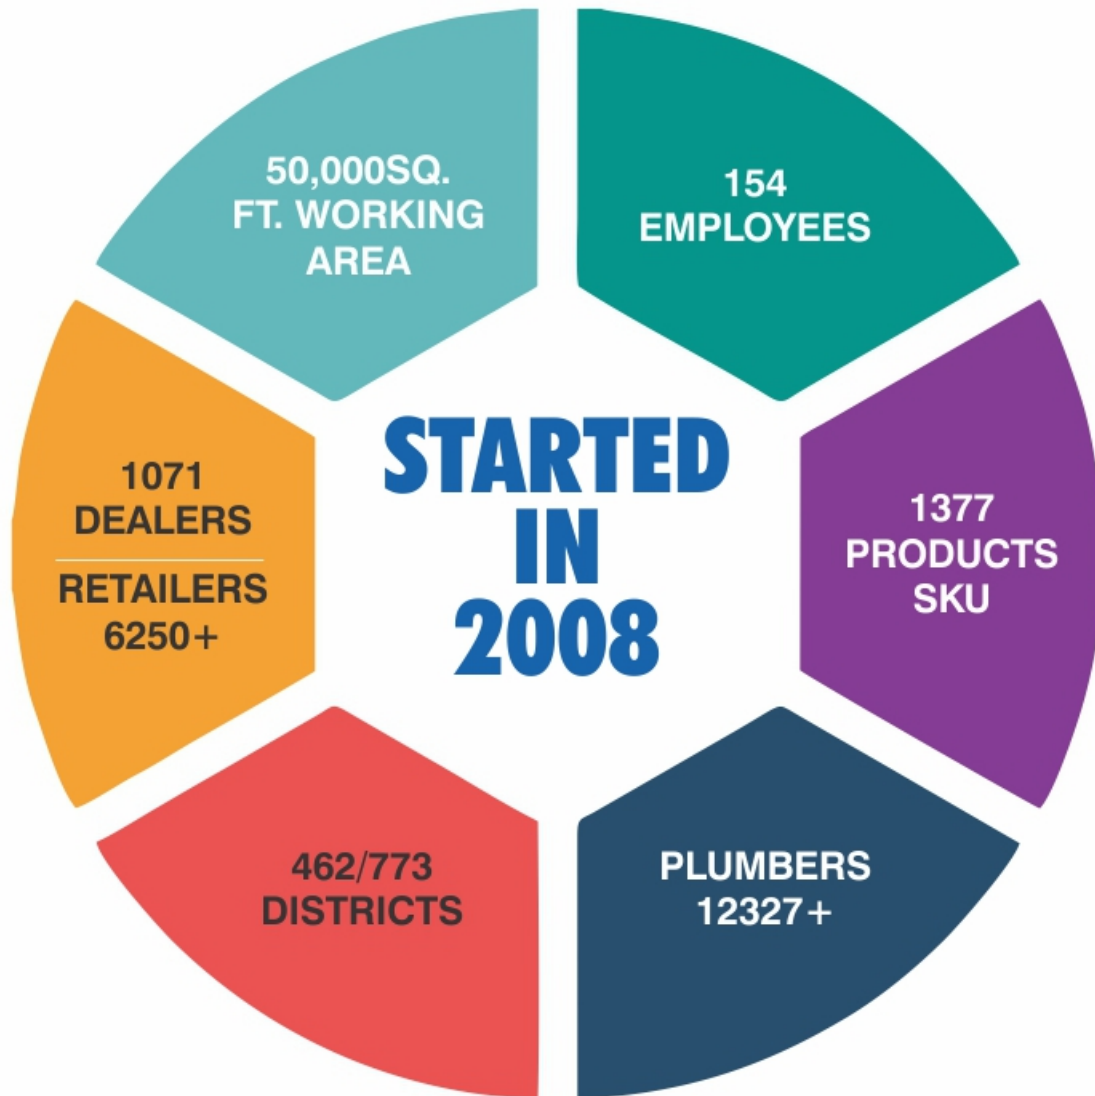 50,000SQ.
FT. WORKING
AREA
154
EMPLOYEES
1071
DEALERS
RETAILERS
6250+
STARTED
IN
2008
1377
PRODUCTS
SKU
462/773
DISTRICTS
PLUMBERS
12327+